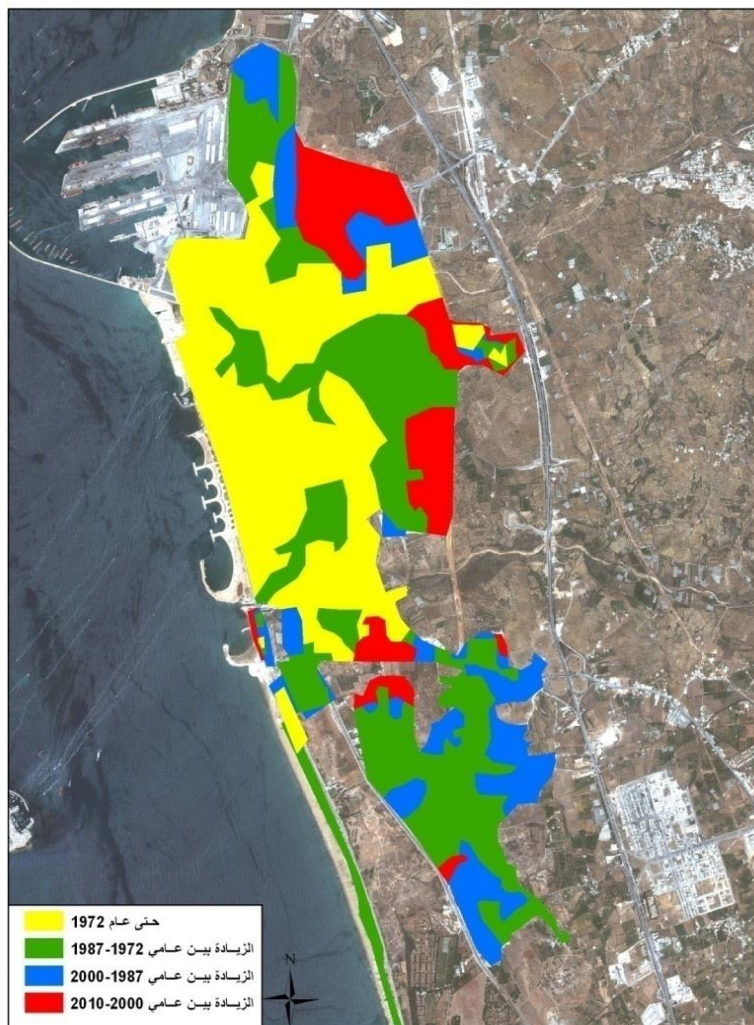 حتى عام 1972
الزيادة بين عامي 1972-1987
الزيادة بين عامي 1987-2000
الزيادة بين عامي 2000-2010
N